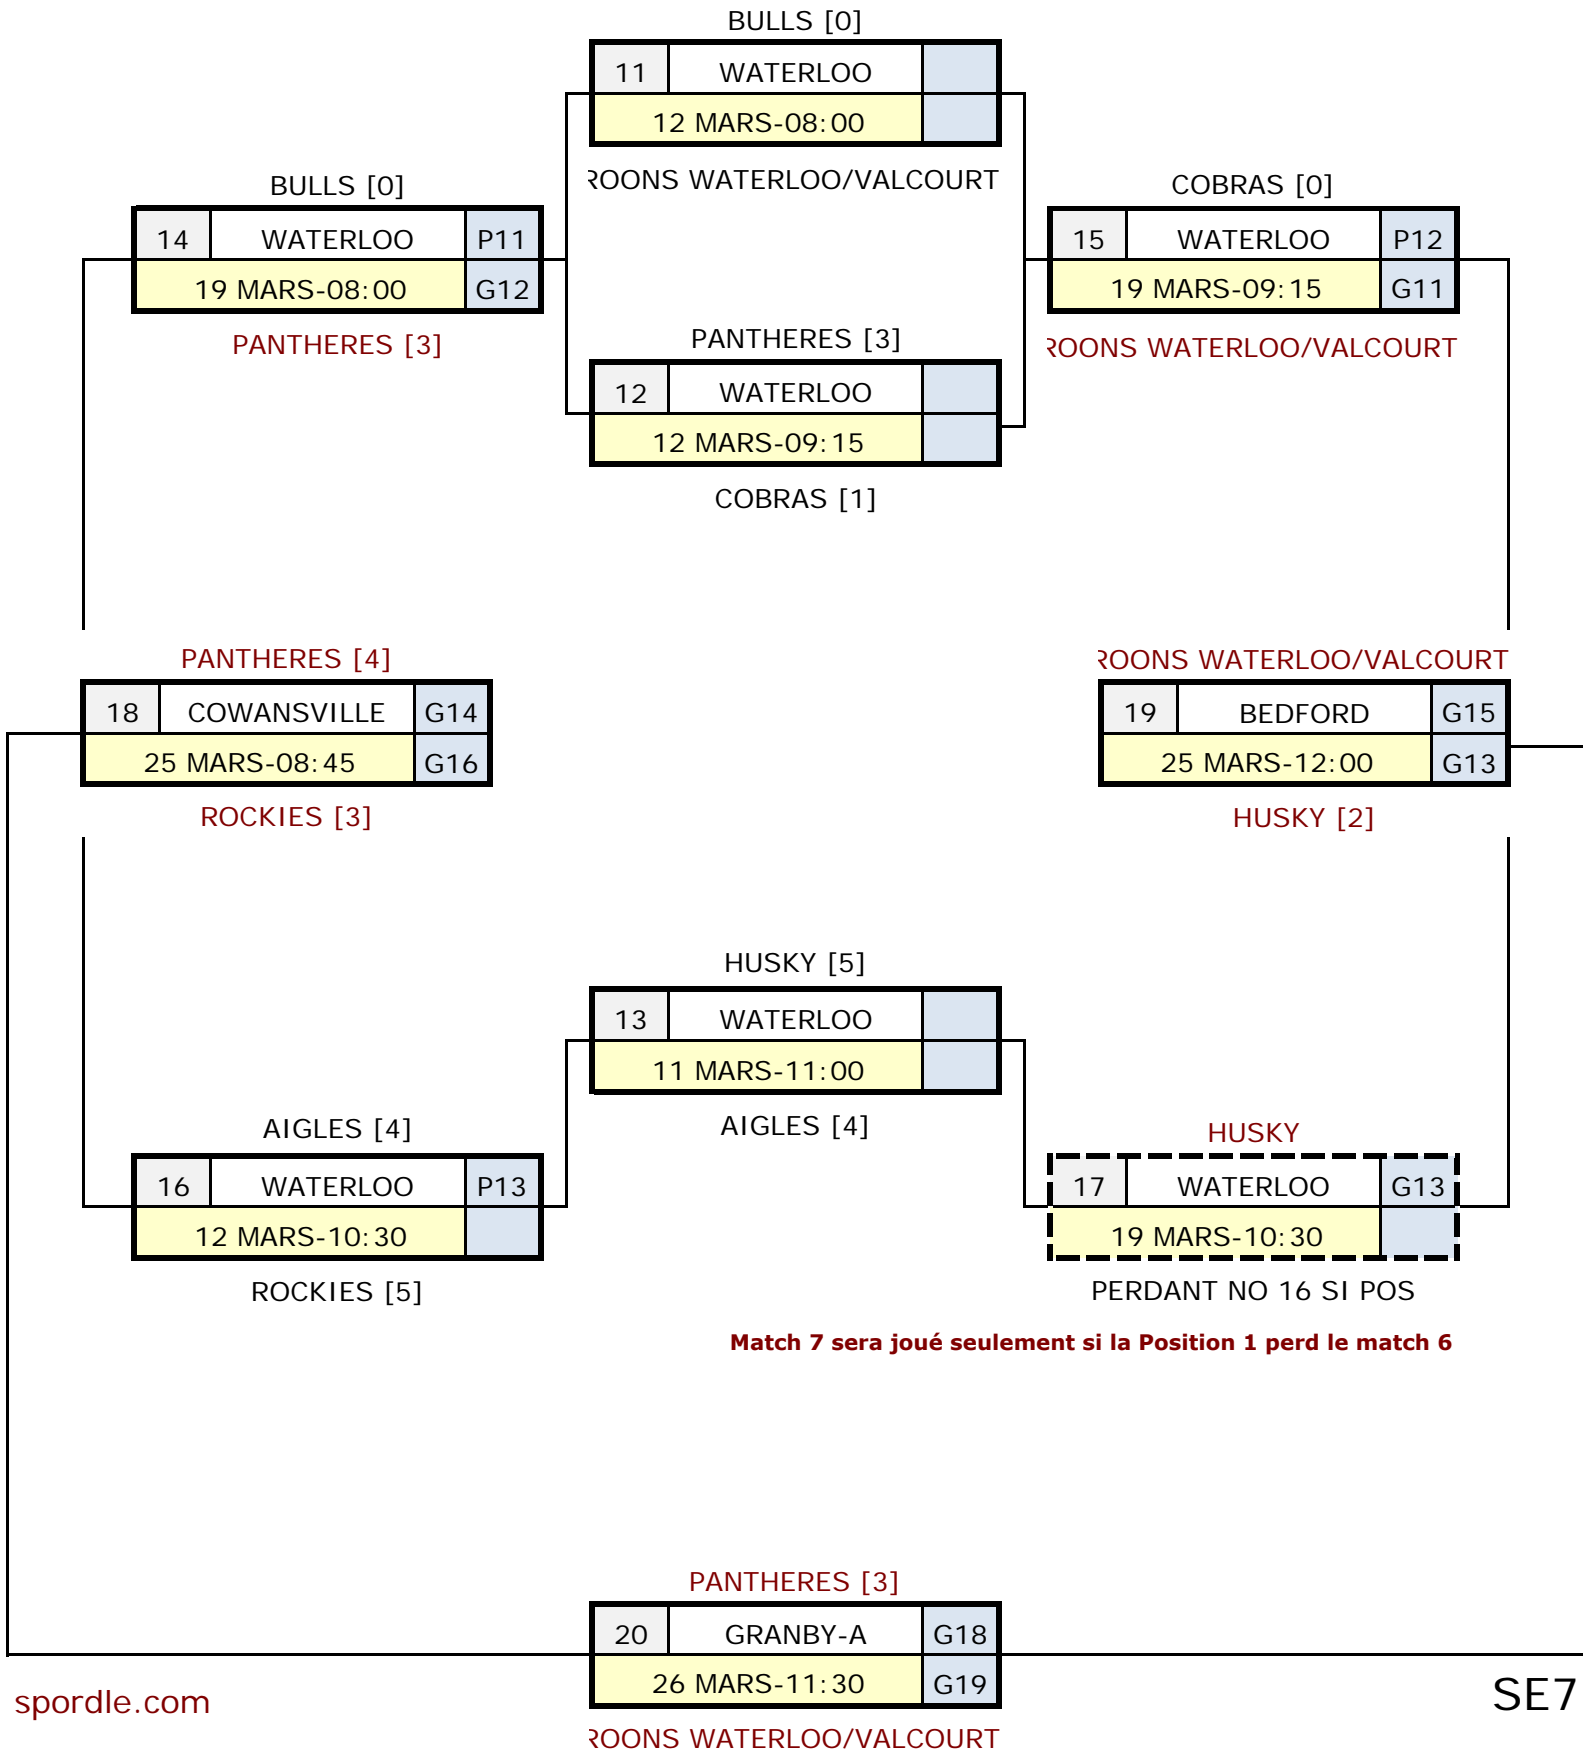 BULLS [0]
11 WATERLOO
12 MARS-08:00
ROONS WATERLOO/VALCOURT
BULLS [0]
14 WATERLOO P11
19 MARS-08:00 G12
PANTHERES [3]
COBRAS [0]
15 WATERLOO P12
19 MARS-09:15 G11
ROONS WATERLOO/VALCOURT
PANTHERES [3]
12 WATERLOO
12 MARS-09:15
COBRAS [1]
PANTHERES [4]
18 COWANSVILLE G14
25 MARS-08:45 G16
ROCKIES [3]
ROONS WATERLOO/VALCOURT
19 BEDFORD G15
25 MARS-12:00 G13
HUSKY [2]
HUSKY [5]
13 WATERLOO
11 MARS-11:00
AIGLES [4]
AIGLES [4]
16 WATERLOO P13
12 MARS-10:30
ROCKIES [5]
HUSKY
17 WATERLOO G13
19 MARS-10:30
PERDANT NO 16 SI POS
Match 7 sera joué seulement si la Position 1 perd le match 6
PANTHERES [3]
20 GRANBY-A G18
26 MARS-11:30 G19
ROONS WATERLOO/VALCOURT
spordle.com
SE7